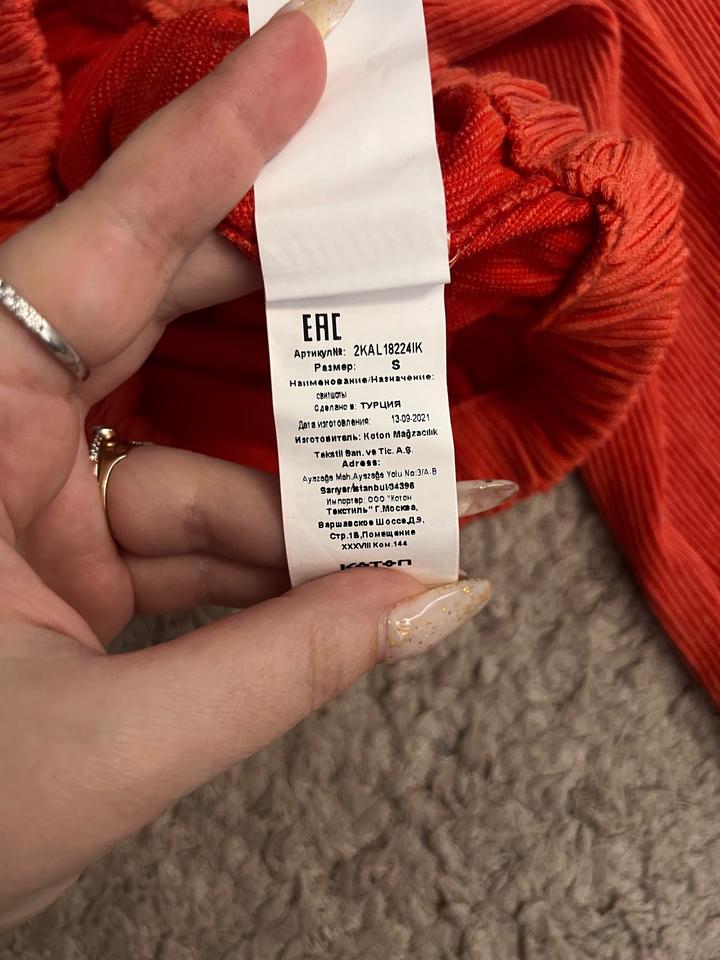 EAC
Артикул№: 2KAL18224IK
Размер: S
Наименование/Назначение:
свитшоты
Сделано в: ТУРЦИЯ
Дата изготовления: 13-09-2021
Изготовитель: Koton Mağzacılık
Tekstil San. ve Tic. A.Ş.
Adress:
Ayazağa Mah.Ayazağa Yolu No:3/A.B
Sarıyer/İstanbul/34396
Импортер: ООО "Котон
Текстиль" Г.Москва,
Варшавское Шоссе,Д.9,
Стр.1Б,Помещение
XXXVIII Ком.144
KOTON